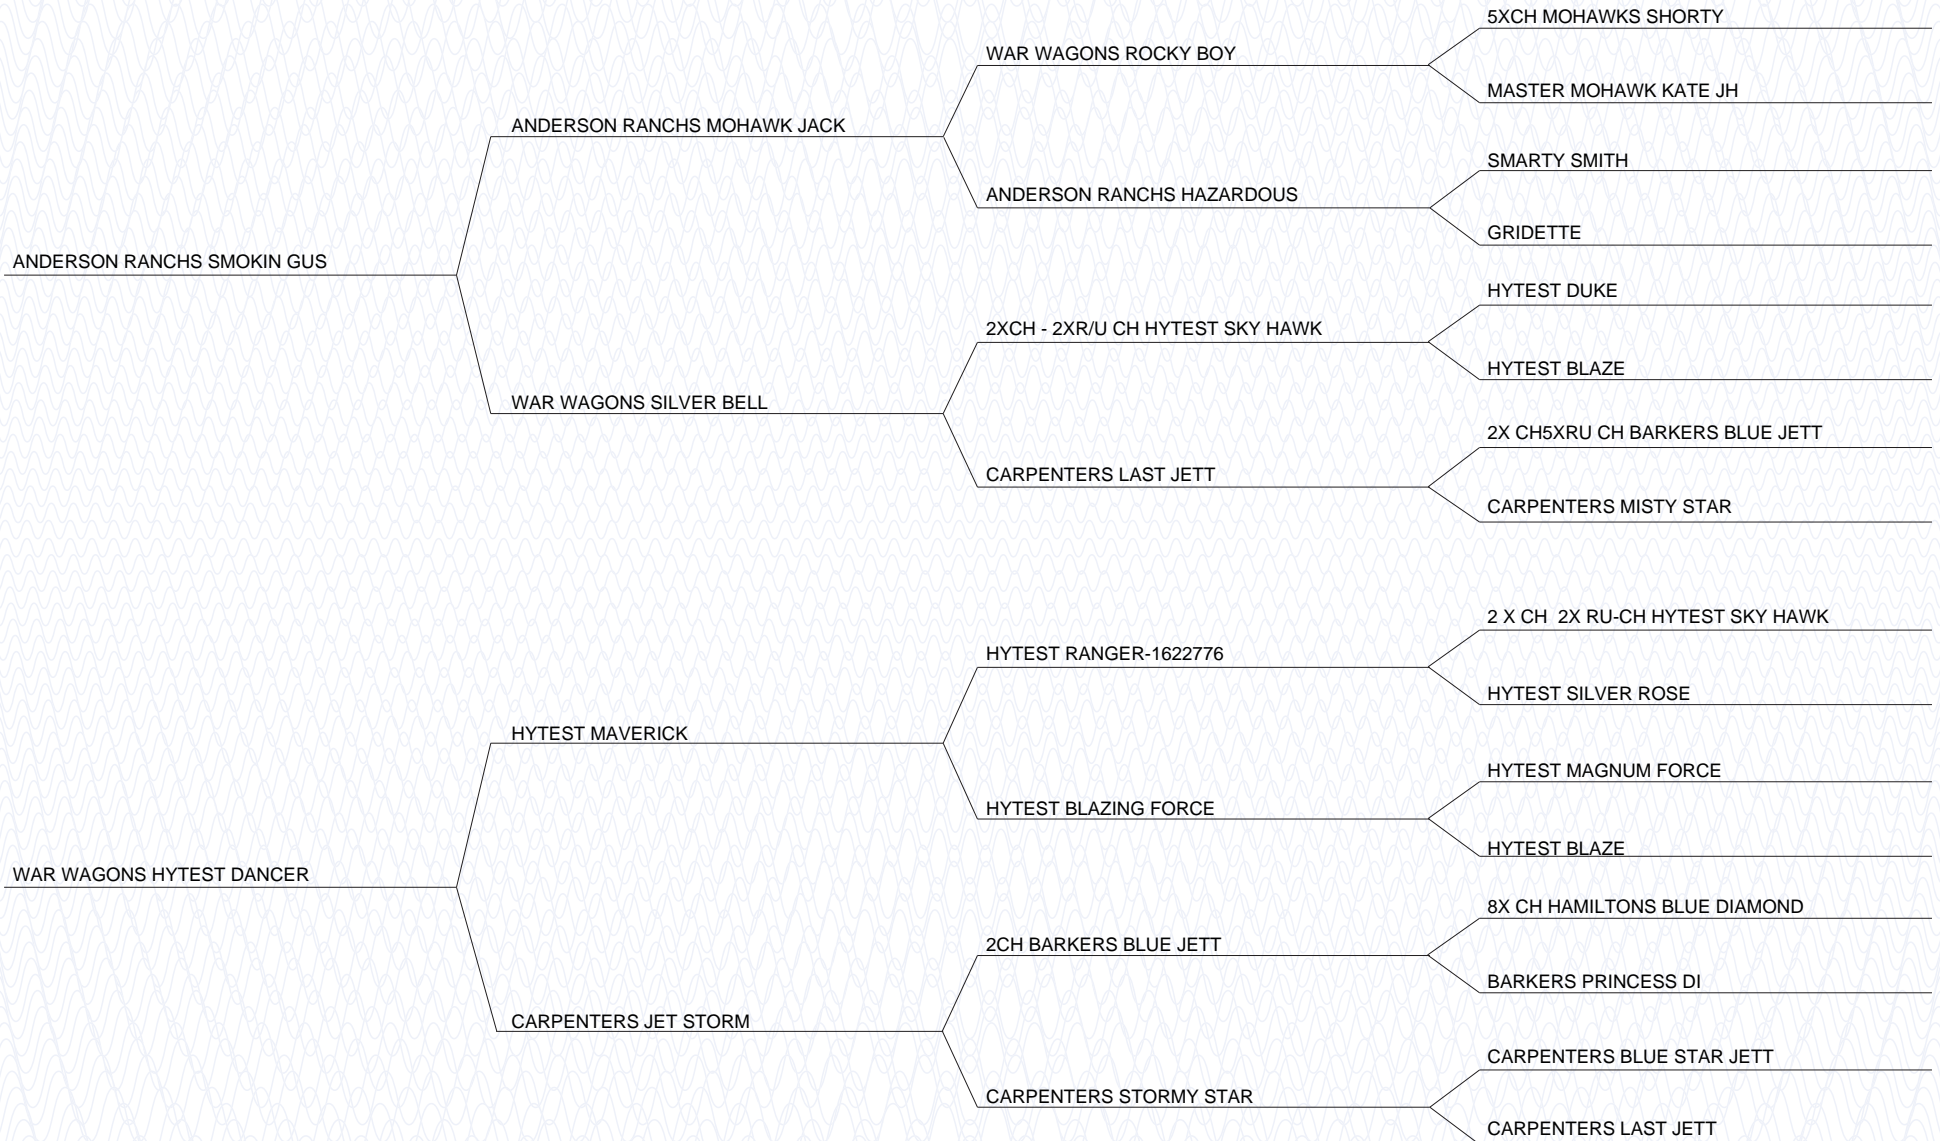 5XCH MOHAWKS SHORTY
WAR WAGONS ROCKY BOY
MASTER MOHAWK KATE JH
ANDERSON RANCHS MOHAWK JACK
SMARTY SMITH
ANDERSON RANCHS HAZARDOUS
GRIDETTE
ANDERSON RANCHS SMOKIN GUS
HYTEST DUKE
2XCH - 2XR/U CH HYTEST SKY HAWK
HYTEST BLAZE
WAR WAGONS SILVER BELL
2X CH5XRU CH BARKERS BLUE JETT
CARPENTERS LAST JETT
CARPENTERS MISTY STAR
2 X CH  2X RU-CH HYTEST SKY HAWK
HYTEST RANGER-1622776
HYTEST SILVER ROSE
HYTEST MAVERICK
HYTEST MAGNUM FORCE
HYTEST BLAZING FORCE
HYTEST BLAZE
WAR WAGONS HYTEST DANCER
8X CH HAMILTONS BLUE DIAMOND
2CH BARKERS BLUE JETT
BARKERS PRINCESS DI
CARPENTERS JET STORM
CARPENTERS BLUE STAR JETT
CARPENTERS STORMY STAR
CARPENTERS LAST JETT